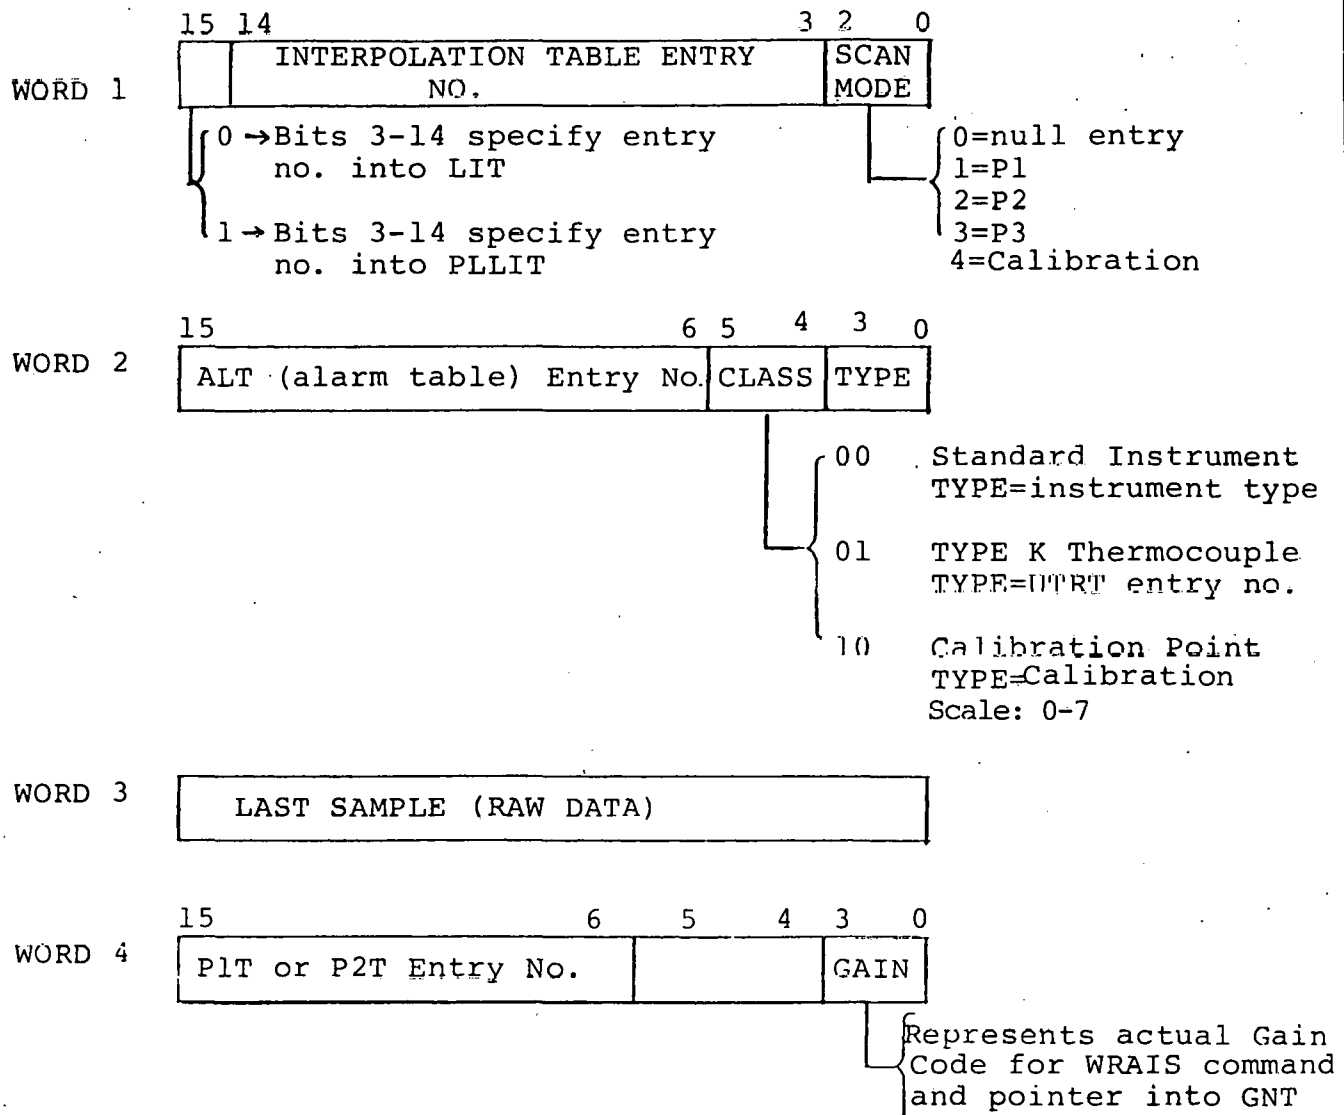 15 14 3 2 0
WORD 1 INTERPOLATION TABLE ENTRY NO. SCAN MODE
0 → Bits 3-14 specify entry
no. into LIT
1 → Bits 3-14 specify entry
no. into PLLIT
0=null entry
1=P1
2=P2
3=P3
4=Calibration
15 6 5 4 3 0
WORD 2 ALT (alarm table) Entry No. CLASS TYPE
00 Standard Instrument
TYPE=instrument type
01 TYPE K Thermocouple
TYPE= entry no.
10 Calibration Point
TYPE=Calibration
Scale: 0-7
WORD 3 LAST SAMPLE (RAW DATA)
15 6 5 4 3 0
WORD 4 P1T or P2T Entry No. GAIN
Represents actual Gain
Code for WRAIS command
and pointer into GNT